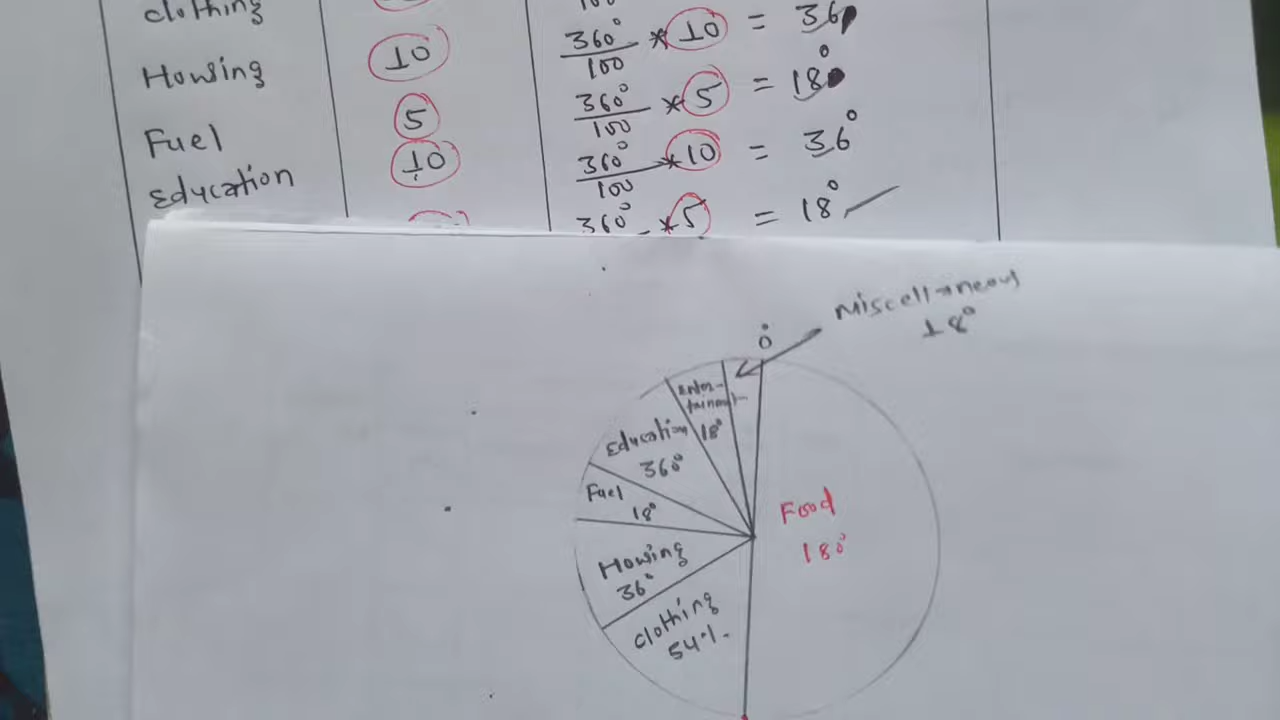 clothing
360°
100 * 10 = 36
Housing 10
360°
100 * 5 = 18°
Fuel 5
360°
100 * 10 = 36°
Education 10
360° * 5 = 18°
Miscellaneous
18°
0°
Enter-
tainment
18°
Education
360°
Fuel
18°
Food
180°
Housing
36°
clothing
54%